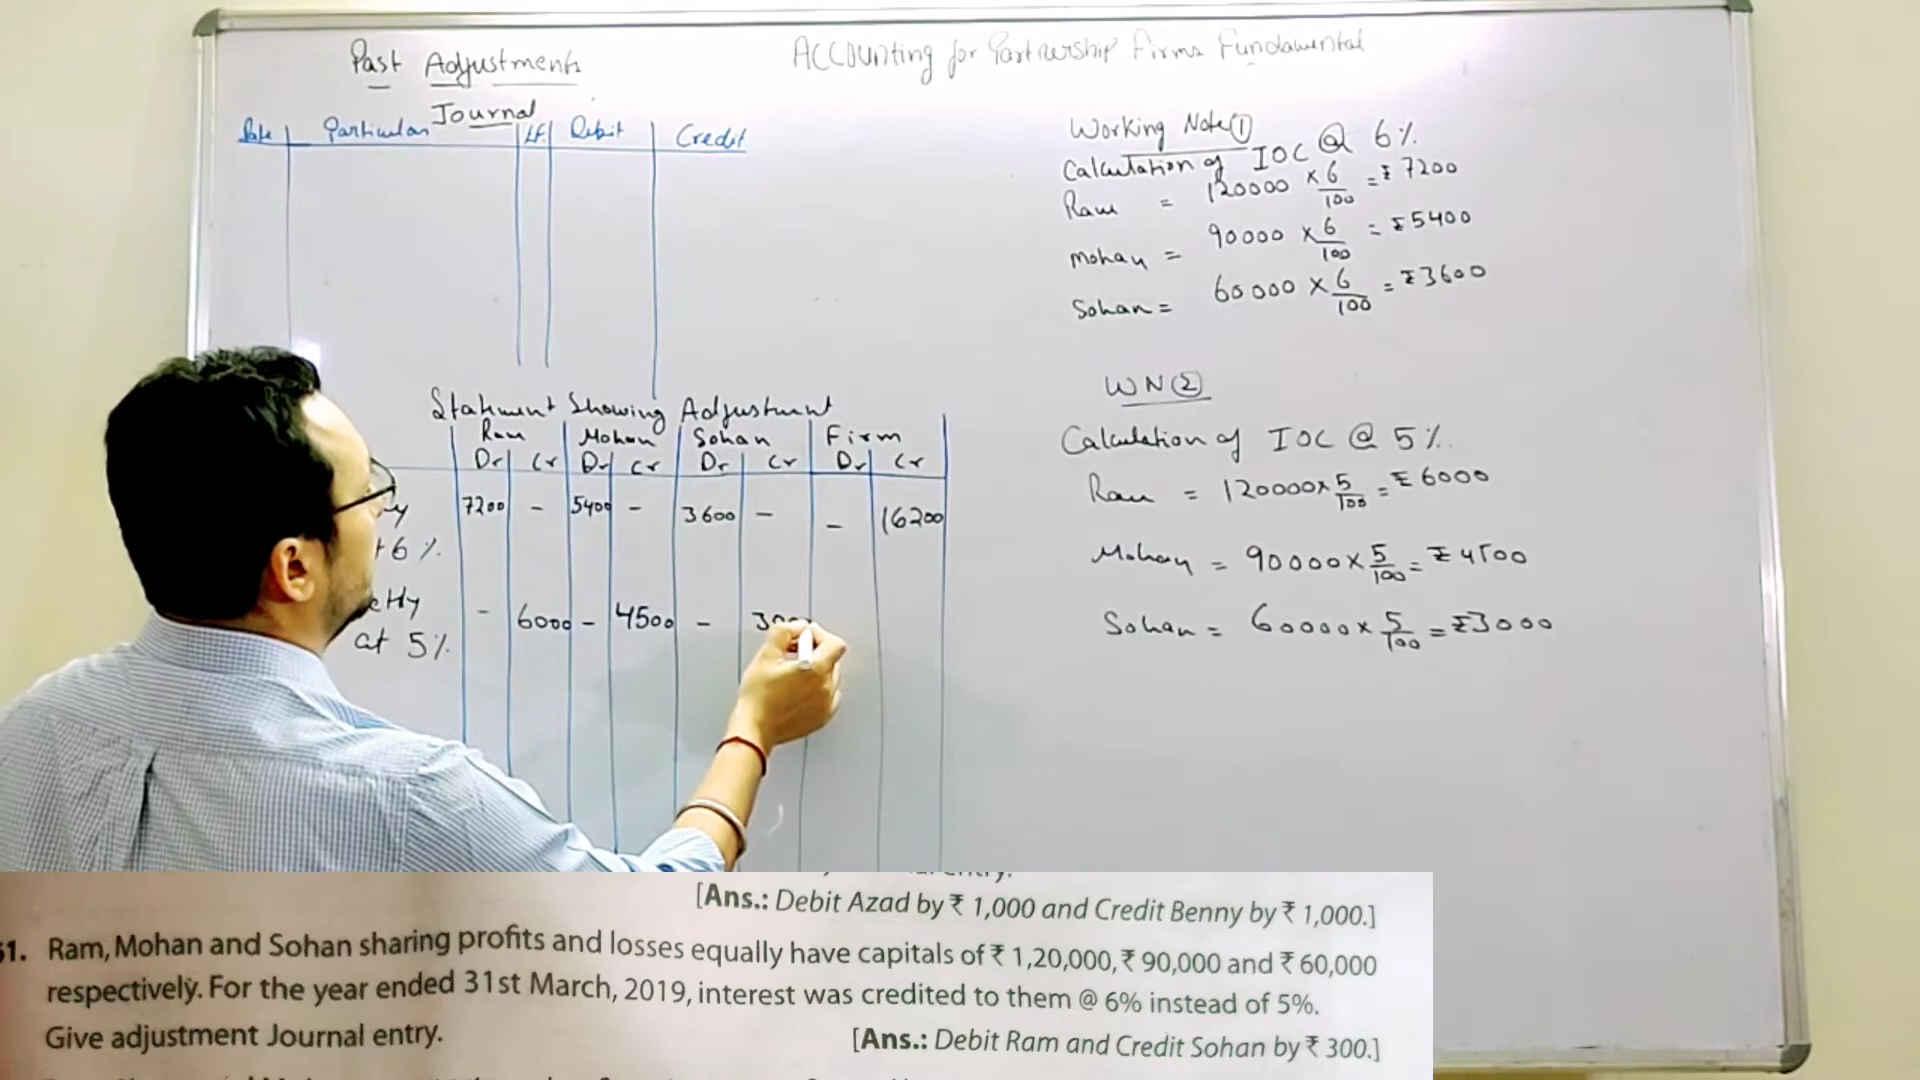 Past Adjustments
Accounting for Partnership Firms Fundamental
Journal
Date Particulars LF. Debit Credit
Working Note ①
Calculation of IOC @ 6%
Ram = 120000 × 6/100 = ₹7200
Mohan = 90000 × 6/100 = ₹5400
Sohan = 60000 × 6/100 = ₹3600
WN②
Calculation of IOC @ 5%.
Ram = 120000 × 5/100 = ₹6000
Mohan = 90000 × 5/100 = ₹4500
Sohan = 60000 × 5/100 = ₹3000
Statment Showing Adjustment
Ram Mohan Sohan Firm
Dr Cr Dr Cr Dr Cr Dr Cr
7200 - 5400 - 3600 - - 16200
6%.
- 6000 - 4500 - 300
at 5%.
[Ans.: Debit Azad by ₹ 1,000 and Credit Benny by ₹ 1,000.]
61. Ram, Mohan and Sohan sharing profits and losses equally have capitals of ₹ 1,20,000, ₹ 90,000 and ₹ 60,000
respectively. For the year ended 31st March, 2019, interest was credited to them @ 6% instead of 5%.
Give adjustment Journal entry. [Ans.: Debit Ram and Credit Sohan by ₹ 300.]